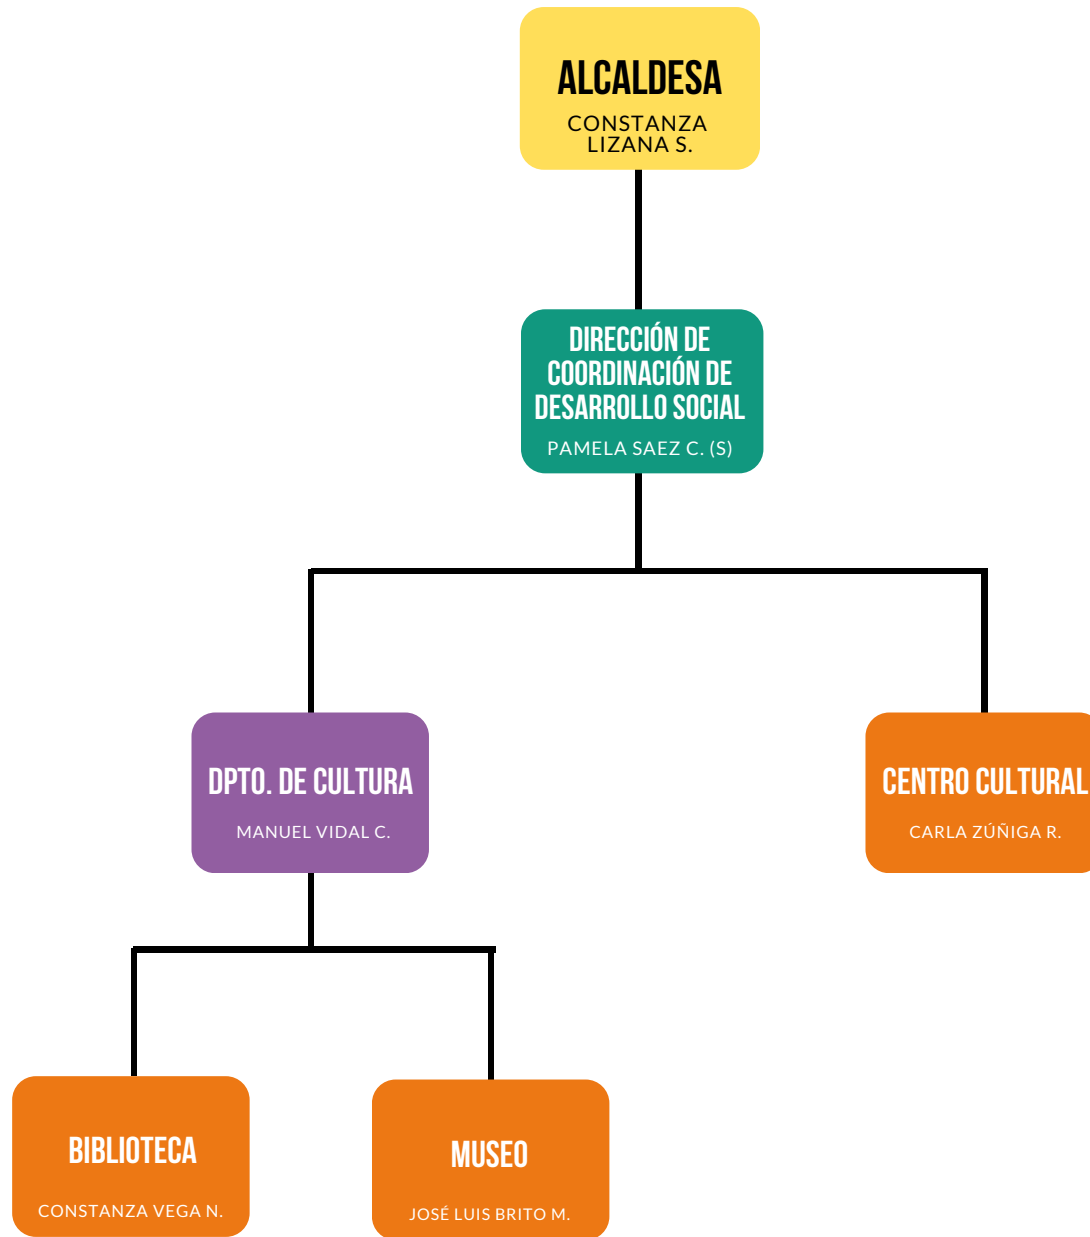 ALCALDESA
CONSTANZA
LIZANA S.
DIRECCIÓN DE
COORDINACIÓN DE
DESARROLLO SOCIAL
PAMELA SAEZ C. (S)
DPTO. DE CULTURA
MANUEL VIDAL C.
CENTRO CULTURAL
CARLA ZÚÑIGA R.
BIBLIOTECA
CONSTANZA VEGA N.
MUSEO
JOSÉ LUIS BRITO M.